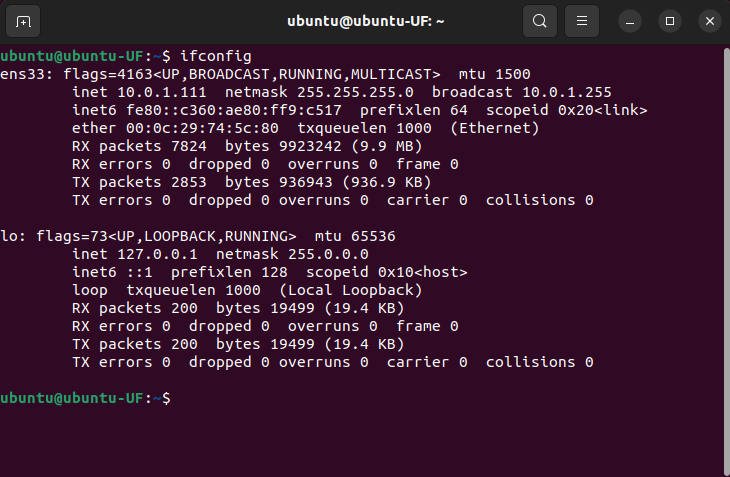 ubuntu@ubuntu-UF: ~
ubuntu@ubuntu-UF:~$ ifconfig
ens33: flags=4163<UP,BROADCAST,RUNNING,MULTICAST>  mtu 1500
        inet 10.0.1.111  netmask 255.255.255.0  broadcast 10.0.1.255
        inet6 fe80::c360:ae80:ff9:c517  prefixlen 64  scopeid 0x20<link>
        ether 00:0c:29:74:5c:80  txqueuelen 1000  (Ethernet)
        RX packets 7824  bytes 9923242 (9.9 MB)
        RX errors 0  dropped 0  overruns 0  frame 0
        TX packets 2853  bytes 936943 (936.9 KB)
        TX errors 0  dropped 0 overruns 0  carrier 0  collisions 0

lo: flags=73<UP,LOOPBACK,RUNNING>  mtu 65536
        inet 127.0.0.1  netmask 255.0.0.0
        inet6 ::1  prefixlen 128  scopeid 0x10<host>
        loop  txqueuelen 1000  (Local Loopback)
        RX packets 200  bytes 19499 (19.4 KB)
        RX errors 0  dropped 0  overruns 0  frame 0
        TX packets 200  bytes 19499 (19.4 KB)
        TX errors 0  dropped 0 overruns 0  carrier 0  collisions 0

ubuntu@ubuntu-UF:~$